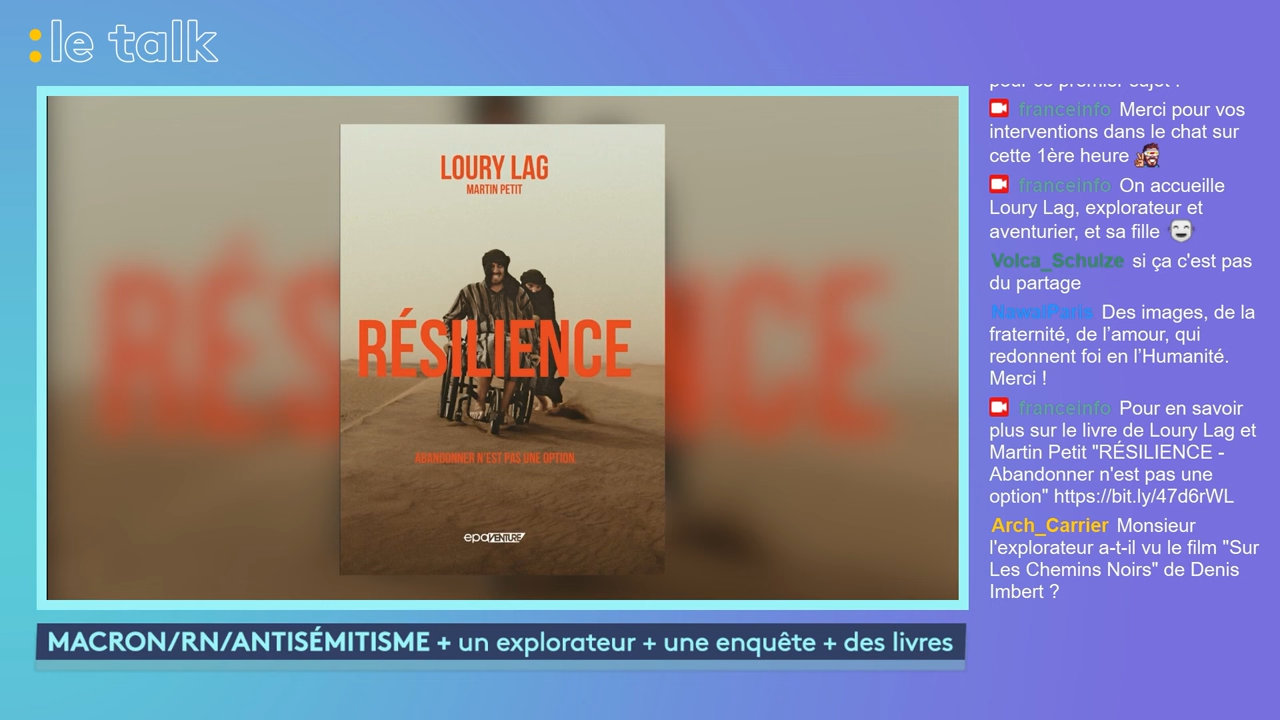 :le talk
LOURY LAG
MARTIN PETIT
RÉSILIENCE
ABANDONNER N'EST PAS UNE OPTION.
epaVENTURE
MACRON/RN/ANTISÉMITISME + un explorateur + une enquête + des livres
franceinfo Merci pour vos
interventions dans le chat sur
cette 1ère heure
franceinfo On accueille
Loury Lag, explorateur et
aventurier, et sa fille
Volca_Schulze si ça c'est pas
du partage
Des images, de la
fraternité, de l'amour, qui
redonnent foi en l'Humanité.
Merci !
franceinfo Pour en savoir
plus sur le livre de Loury Lag et
Martin Petit "RÉSILIENCE -
Abandonner n'est pas une
option" https://bit.ly/47d6rWL
Arch_Carrier Monsieur
l'explorateur a-t-il vu le film "Sur
Les Chemins Noirs" de Denis
Imbert ?